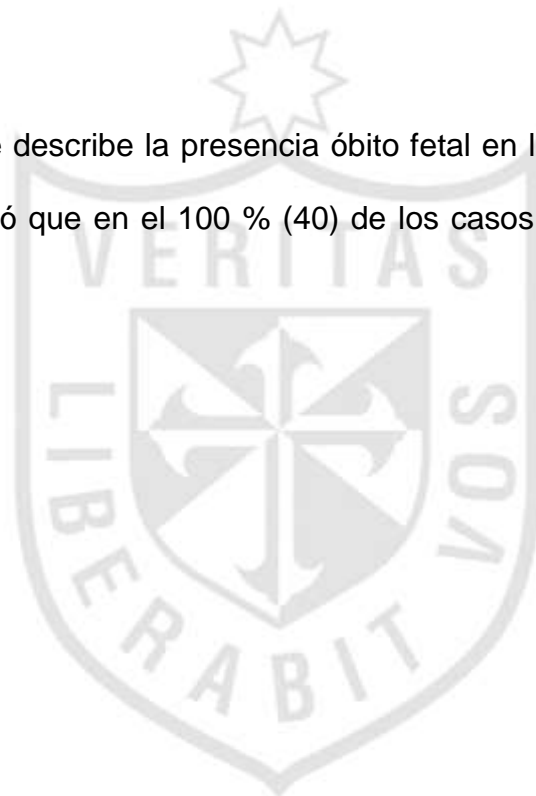 describe la presencia óbito fetal en
que en el 100 % (40) de los casos
VERITAS
LIBERABIT VOS